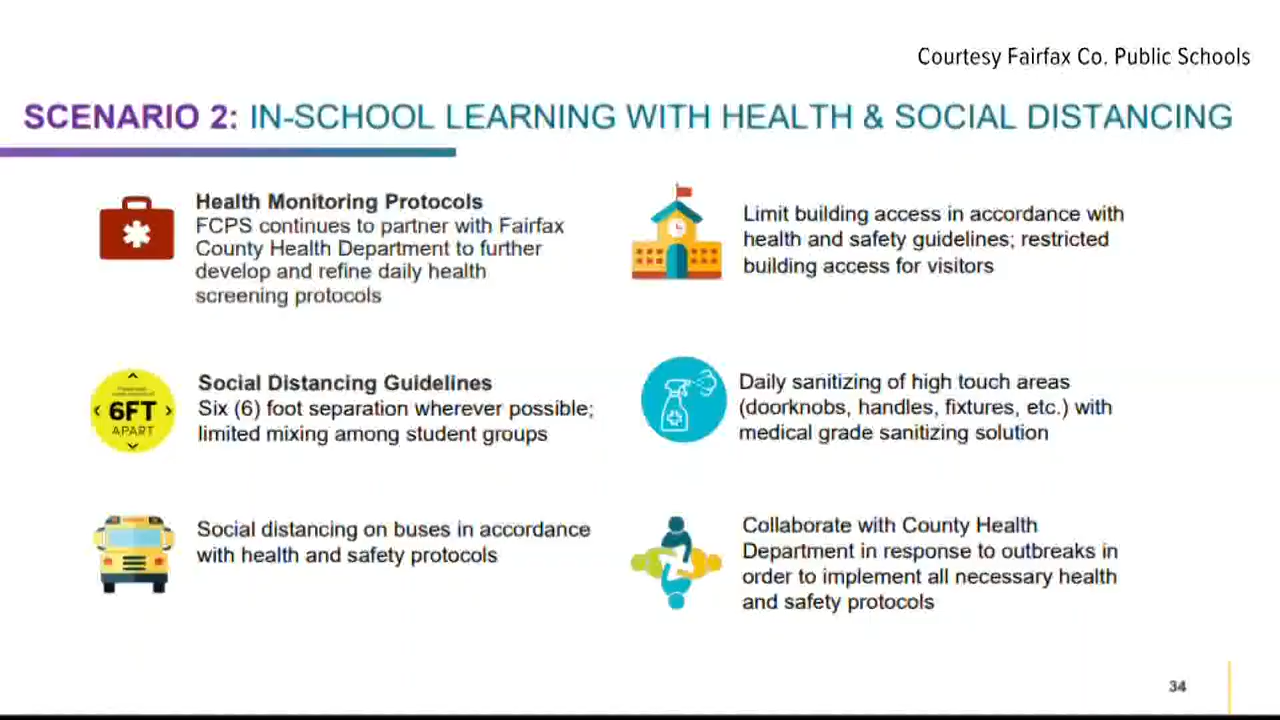 Courtesy Fairfax Co. Public Schools
SCENARIO 2: IN-SCHOOL LEARNING WITH HEALTH & SOCIAL DISTANCING
Health Monitoring Protocols
FCPS continues to partner with Fairfax
County Health Department to further
develop and refine daily health
screening protocols
Limit building access in accordance with
health and safety guidelines; restricted
building access for visitors
6FT
APART
Social Distancing Guidelines
Six (6) foot separation wherever possible;
limited mixing among student groups
Daily sanitizing of high touch areas
(doorknobs, handles, fixtures, etc.) with
medical grade sanitizing solution
Social distancing on buses in accordance
with health and safety protocols
Collaborate with County Health
Department in response to outbreaks in
order to implement all necessary health
and safety protocols
34